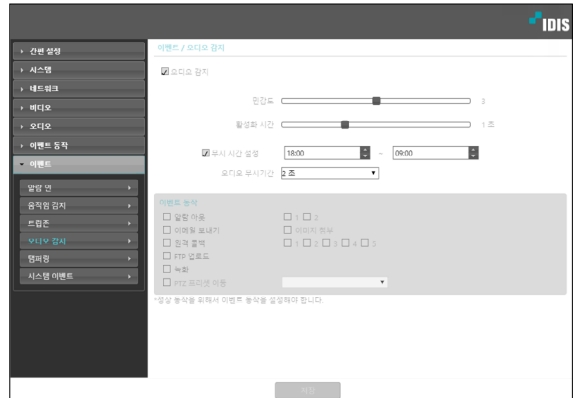 IDIS
간편 설정
시스템
네트워크
비디오
오디오
이벤트 동작
이벤트
알람 인
움직임 감지
트립존
오디오 감지
탬퍼링
시스템 이벤트
이벤트 / 오디오 감지
오디오 감지
민감도 3
활성화 시간 1 초
무시 시간 설정 18:00 ~ 09:00
오디오 무시기간 2 초
이벤트 동작
알람 아웃 1 2
이메일 보내기 이미지 첨부
원격 콜백 1 2 3 4 5
FTP 업로드
녹화
PTZ 프리셋 이동
*정상 동작을 위해서 이벤트 동작을 설정해야 합니다.
저장